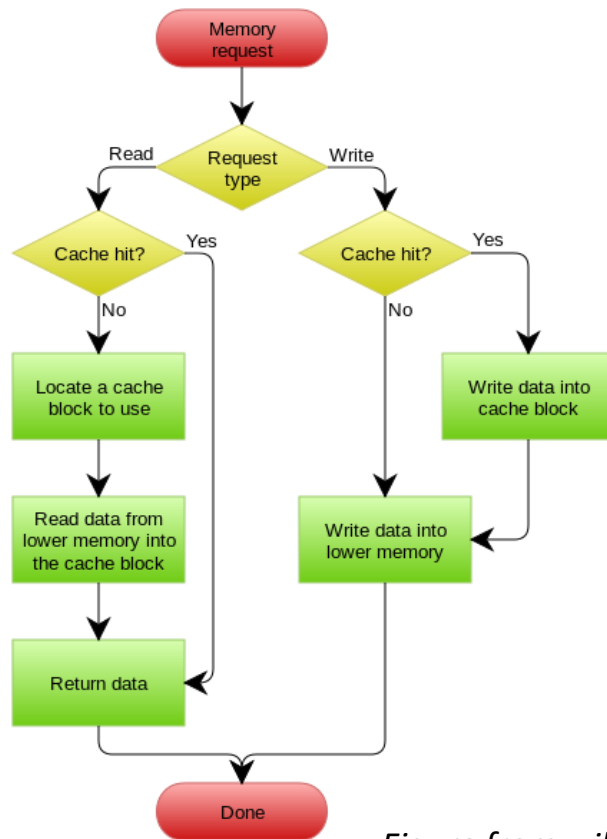 Memory
request
Read
Request
type
Write
Cache hit?
Yes
Cache hit?
Yes
No
No
Locate a cache
block to use
Write data into
cache block
Read data from
lower memory into
the cache block
Write data into
lower memory
Return data
Done
Figure from